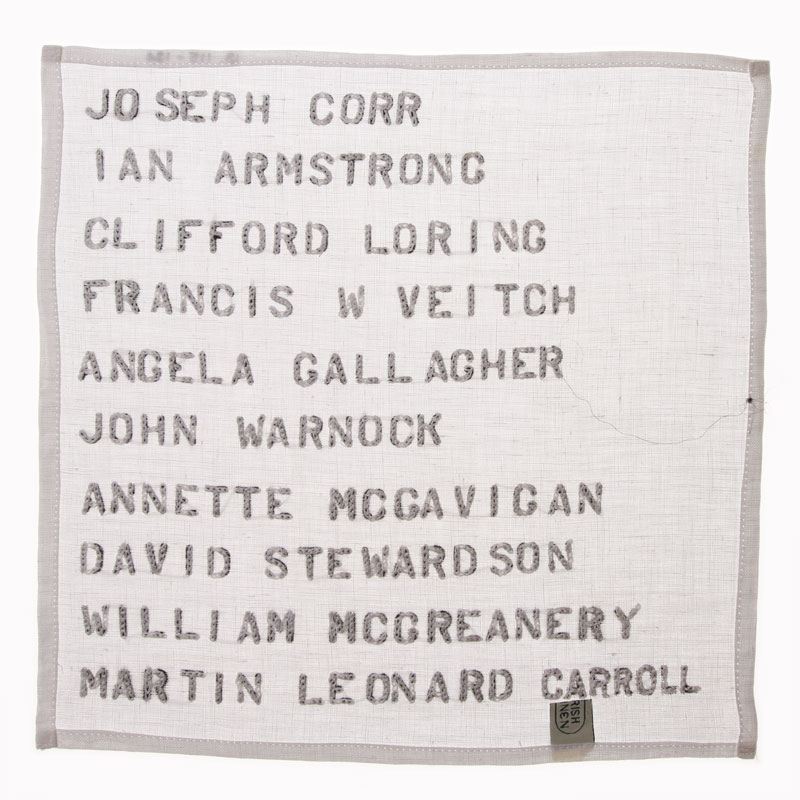 JOSEPH CORR
IAN ARMSTRONG
CLIFFORD LORING
FRANCIS W VEITCH
ANGELA GALLAGHER
JOHN WARNOCK
ANNETTE MCGAVIGAN
DAVID STEWARDSON
WILLIAM MCGREANERY
MARTIN LEONARD CARROLL